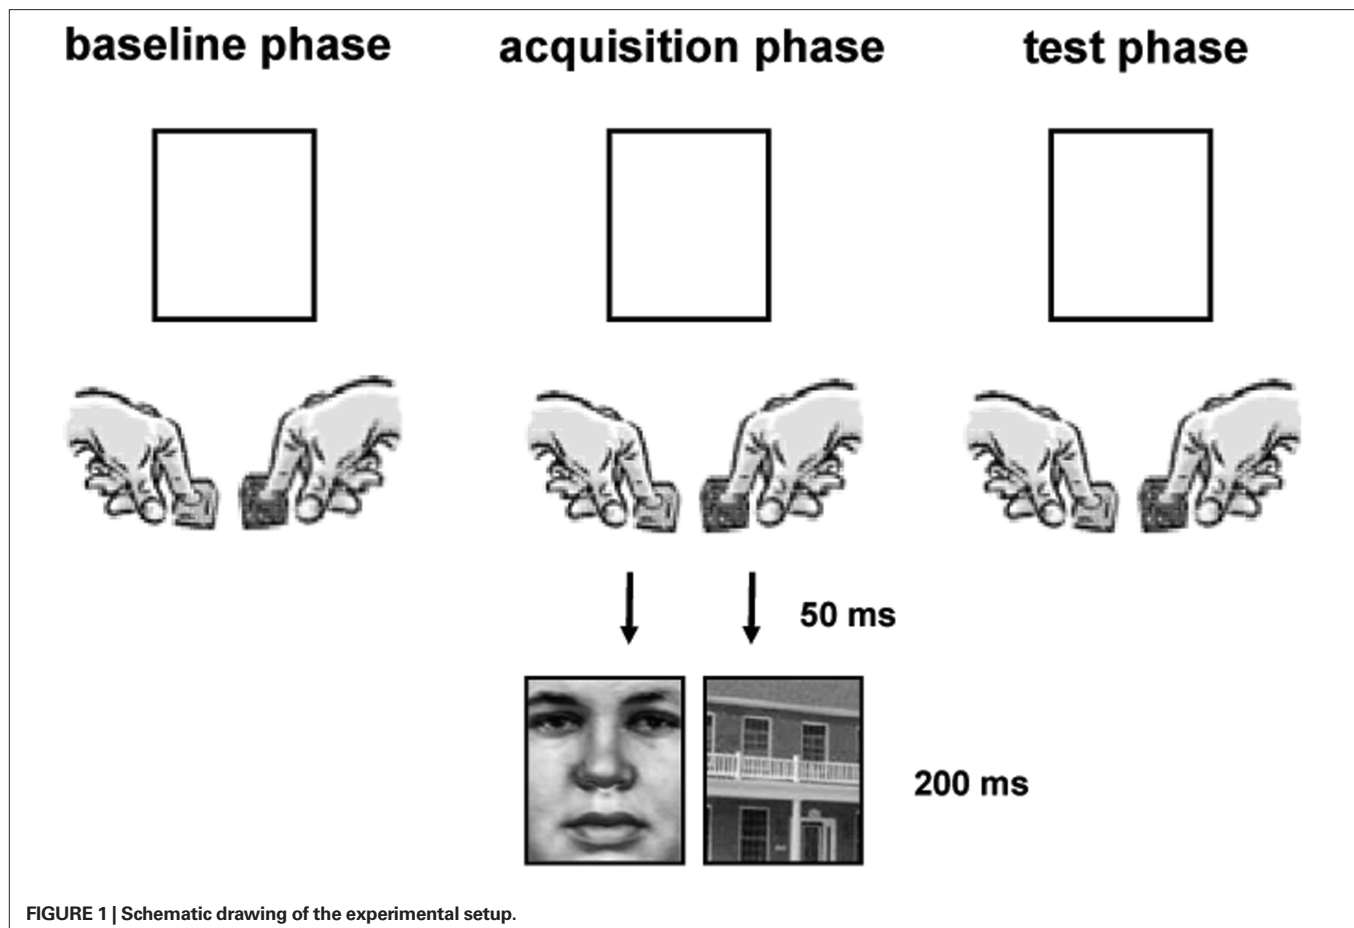 baseline phase
acquisition phase
test phase
50 ms
200 ms
FIGURE 1 | Schematic drawing of the experimental setup.